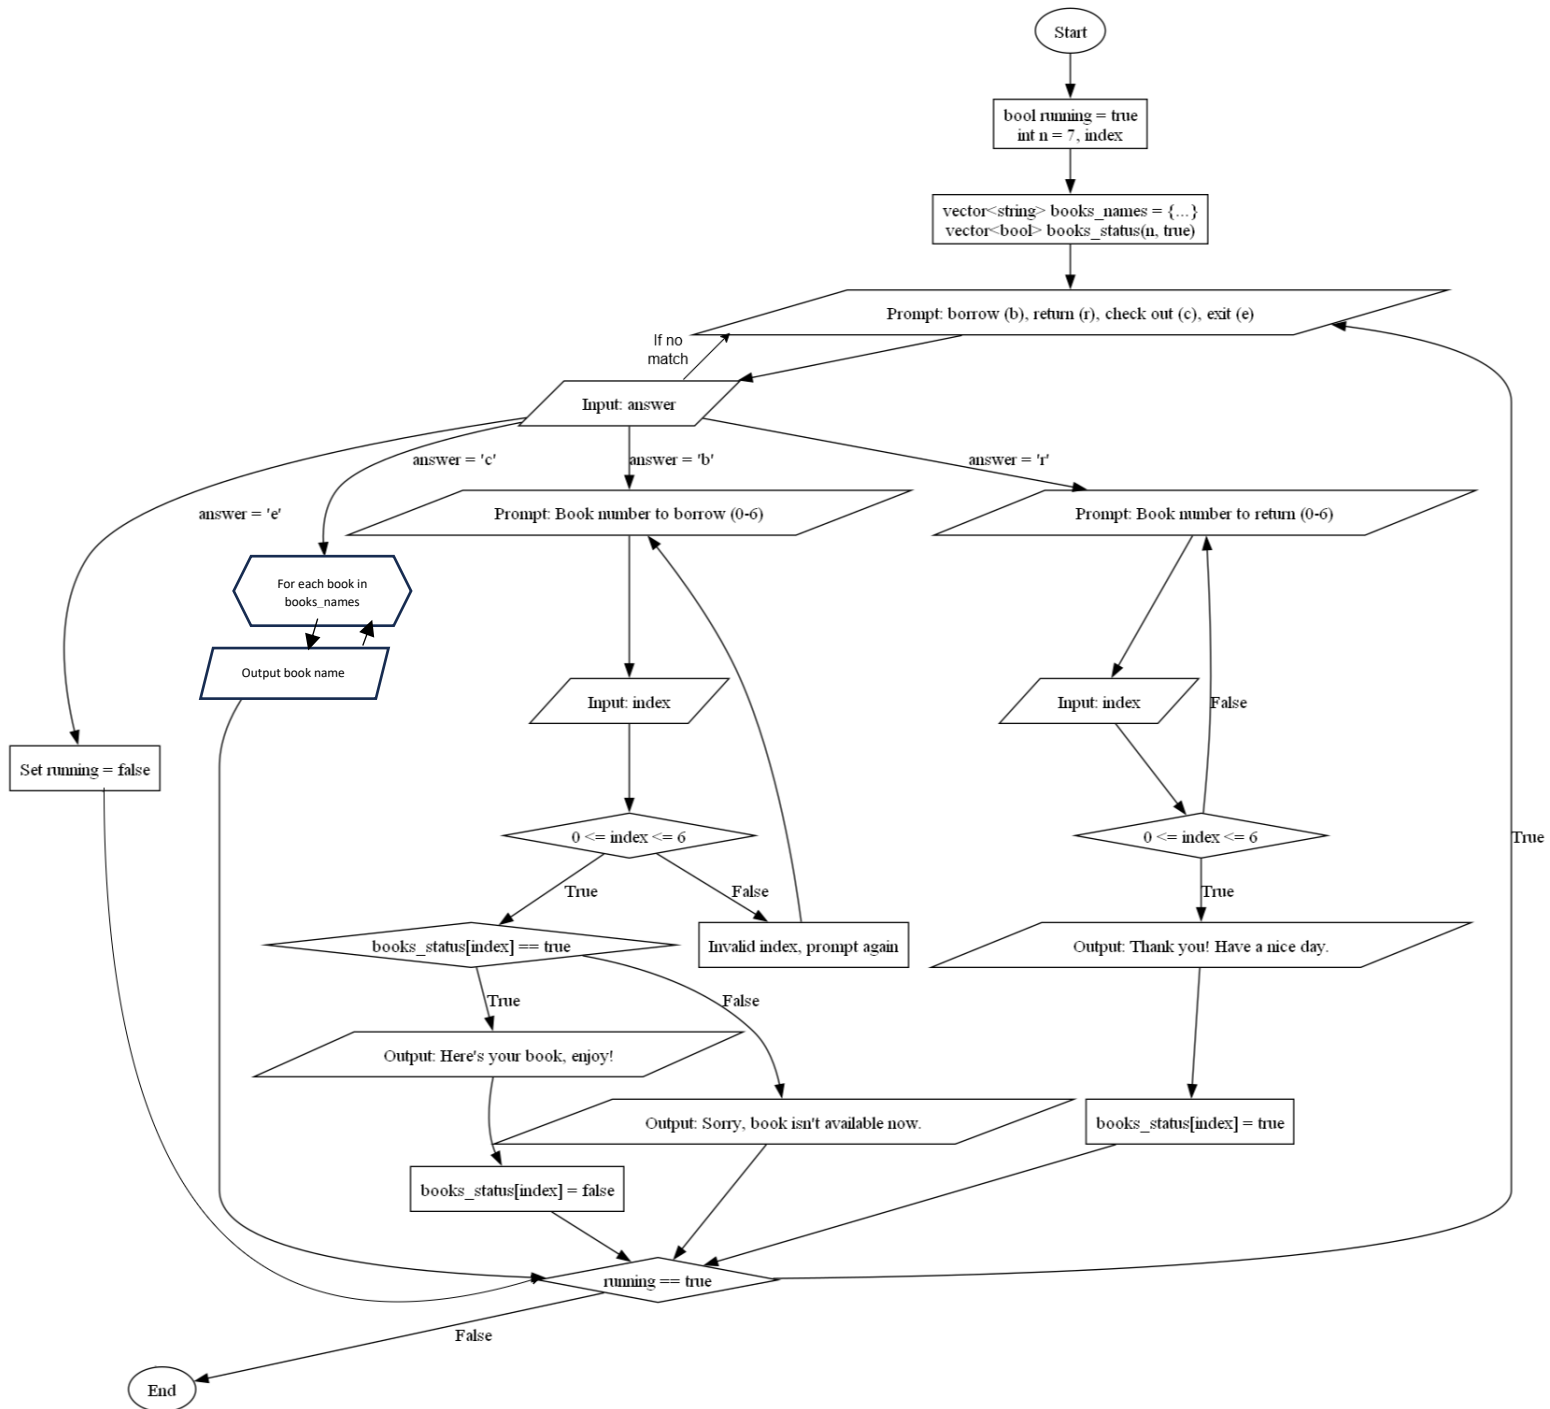 Start
bool running = true
int n = 7, index
vector<string> books_names = {...}
vector<bool> books_status(n, true)
Prompt: borrow (b), return (r), check out (c), exit (e)
If no
match
Input: answer
answer = 'e'
answer = 'c'
answer = 'b'
answer = 'r'
Prompt: Book number to borrow (0-6)
Prompt: Book number to return (0-6)
For each book in
books_names
Output book name
Input: index
Input: index
False
Set running = false
0 <= index <= 6
0 <= index <= 6
True
True
False
True
books_status[index] == true
Invalid index, prompt again
Output: Thank you! Have a nice day.
True
False
Output: Here's your book, enjoy!
Output: Sorry, book isn't available now.
books_status[index] = true
books_status[index] = false
running == true
False
End